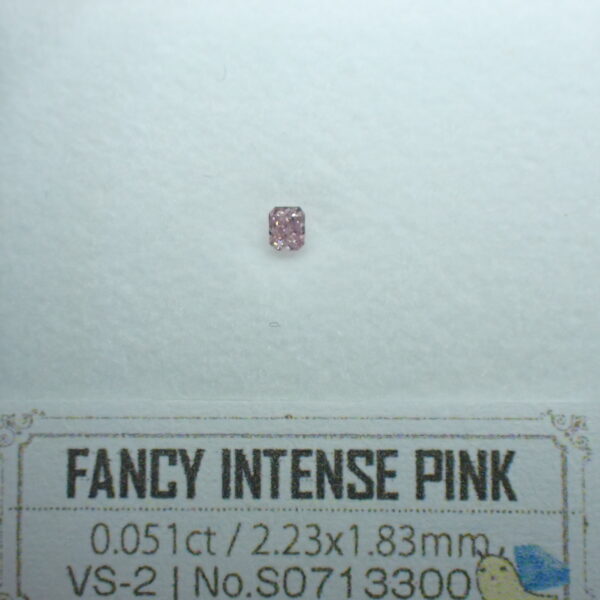 FANCY INTENSE PINK
0.051ct / 2.23x1.83mm
VS-2 | No.S0713300